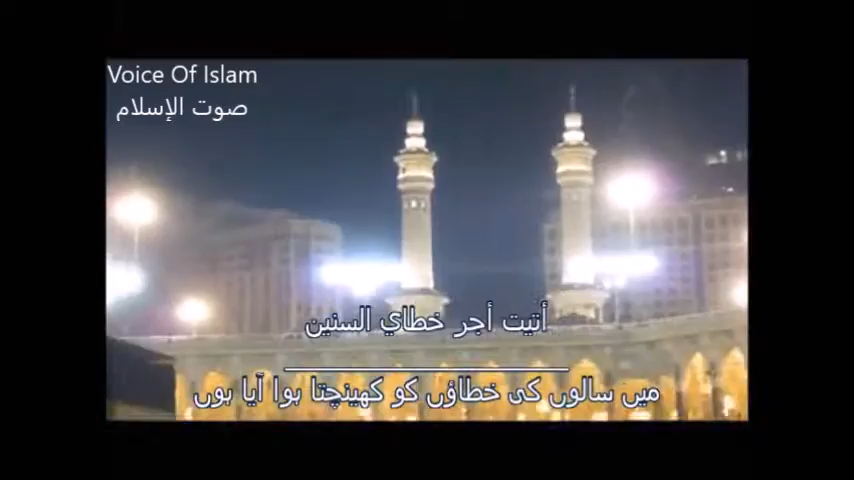 Voice Of Islam
صوت الإسلام
أتيت أجر خطاي السنين
میں سالوں کی خطاؤں کو کھینچتا ہوا آیا ہوں